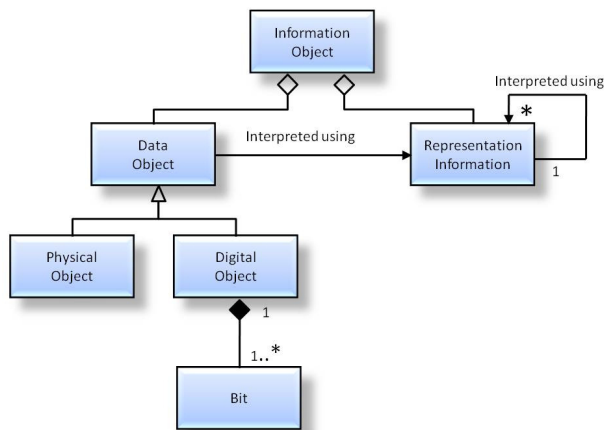 Information
Object
Interpreted using
*
Data
Object
Interpreted using
Representation
Information
1
Physical
Object
Digital
Object
1
1..*
Bit